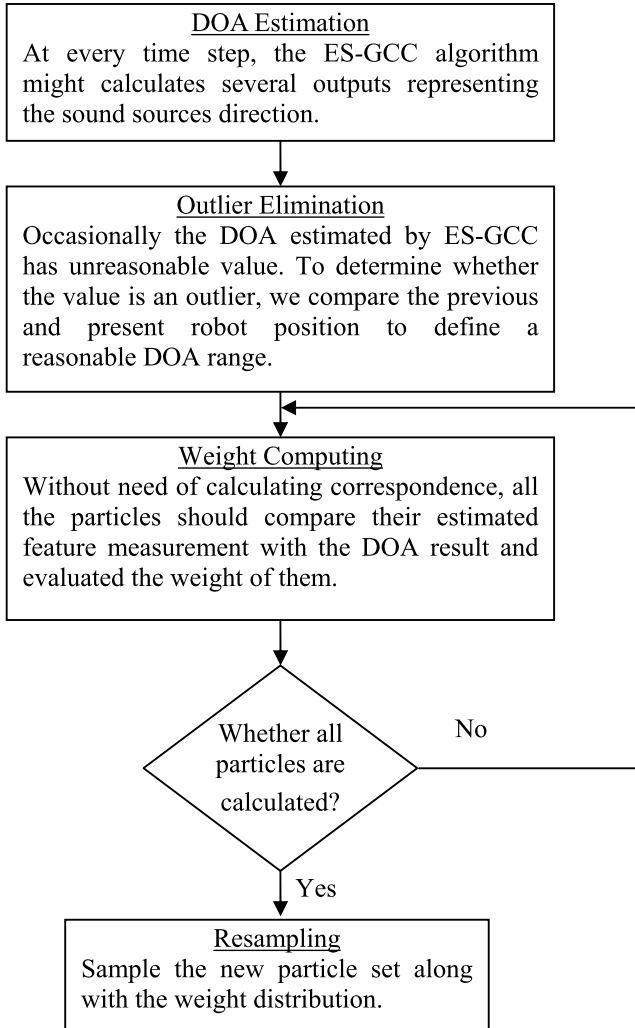 DOA Estimation
At every time step, the ES-GCC algorithm
might calculates several outputs representing
the sound sources direction.
Outlier Elimination
Occasionally the DOA estimated by ES-GCC
has unreasonable value. To determine whether
the value is an outlier, we compare the previous
and present robot position to define a
reasonable DOA range.
Weight Computing
Without need of calculating correspondence, all
the particles should compare their estimated
feature measurement with the DOA result and
evaluated the weight of them.
Whether all
particles are
calculated?
No
Yes
Resampling
Sample the new particle set along
with the weight distribution.